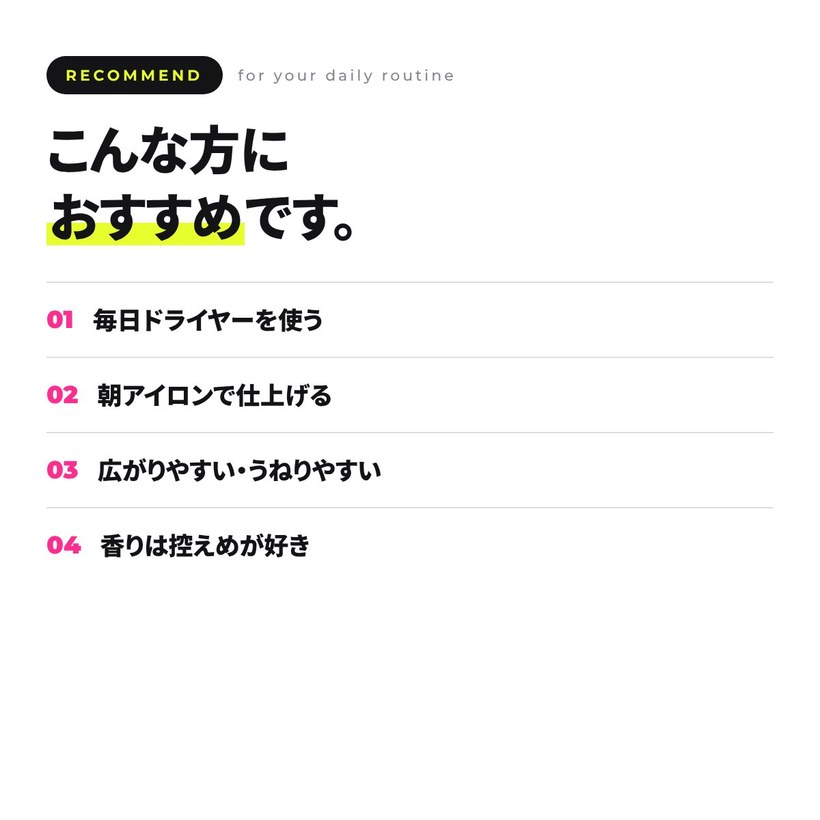 RECOMMEND for your daily routine
こんな方に
おすすめです。
01 毎日ドライヤーを使う
02 朝アイロンで仕上げる
03 広がりやすい・うねりやすい
04 香りは控えめが好き